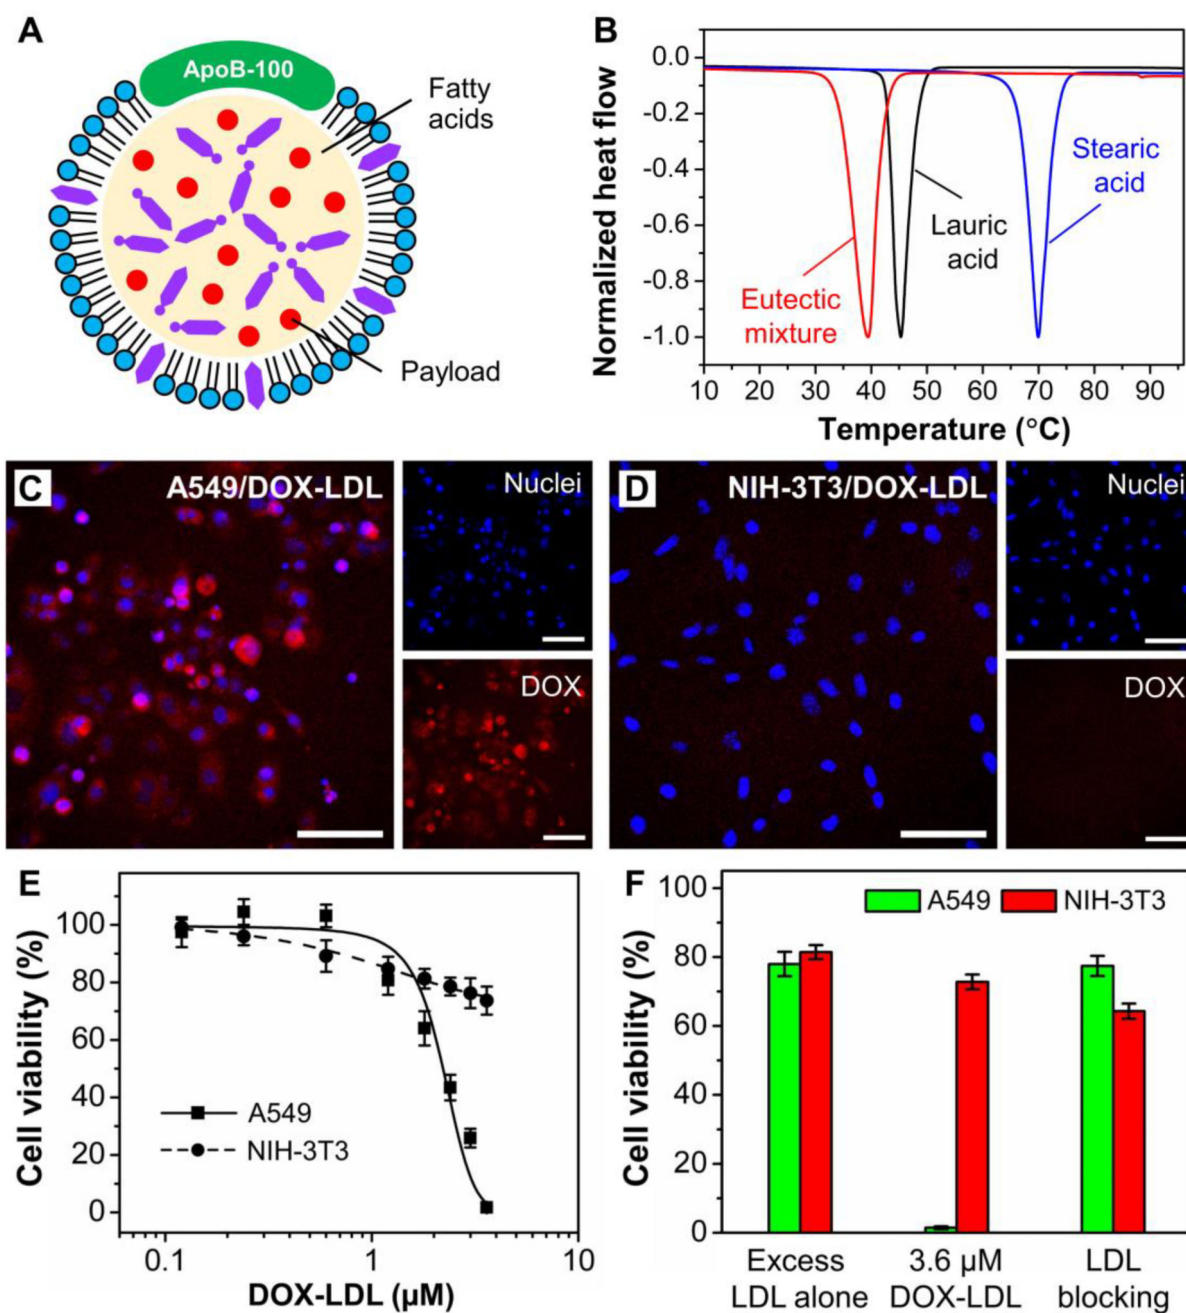 A
ApoB-100
Fatty
acids
Payload
B
Normalized heat flow
0.0
-0.2
-0.4
-0.6
-0.8
-1.0
Stearic
acid
Lauric
acid
Eutectic
mixture
10 20 30 40 50 60 70 80 90
Temperature (°C)
C
A549/DOX-LDL
Nuclei
DOX
D
NIH-3T3/DOX-LDL
Nuclei
DOX
E
Cell viability (%)
100
80
60
40
20
0
A549
NIH-3T3
0.1 1 10
DOX-LDL (µM)
F
Cell viability (%)
100
80
60
40
20
0
A549 NIH-3T3
Excess
LDL alone
3.6 µM
DOX-LDL
LDL
blocking